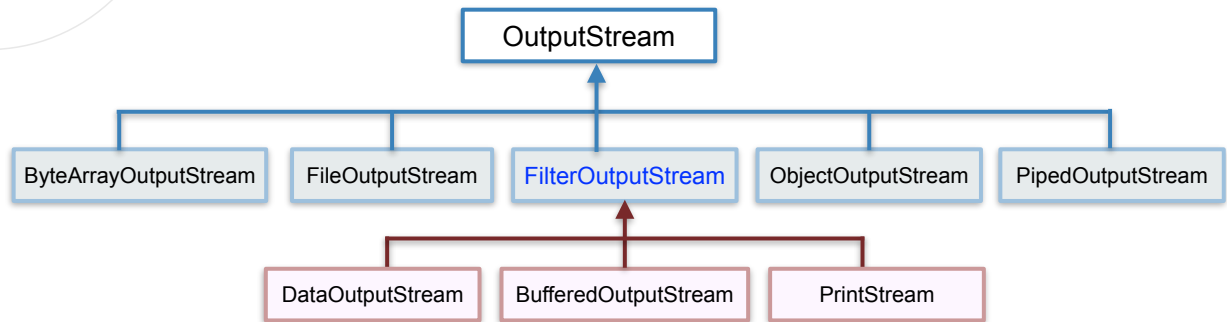 OutputStream
ByteArrayOutputStream
FileOutputStream
FilterOutputStream
ObjectOutputStream
PipedOutputStream
DataOutputStream
BufferedOutputStream
PrintStream